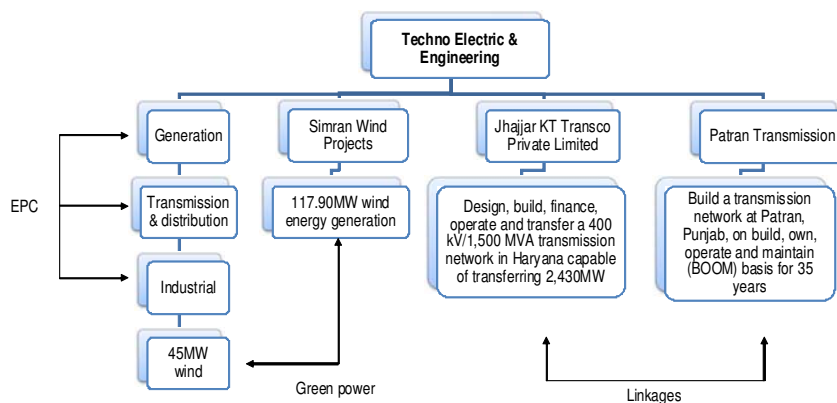 Techno Electric &
Engineering
Generation
Simran Wind
Projects
Jhajjar KT Transco
Private Limited
Patran Transmission
EPC
Transmission
& distribution
117.90MW wind
energy generation
Design, build, finance,
operate and transfer a 400
kV/1,500 MVA transmission
network in Haryana capable
of transferring 2,430MW
Build a transmission
network at Patran,
Punjab, on build, own,
operate and maintain
(BOOM) basis for 35
years
Industrial
45MW
wind
Green power
Linkages